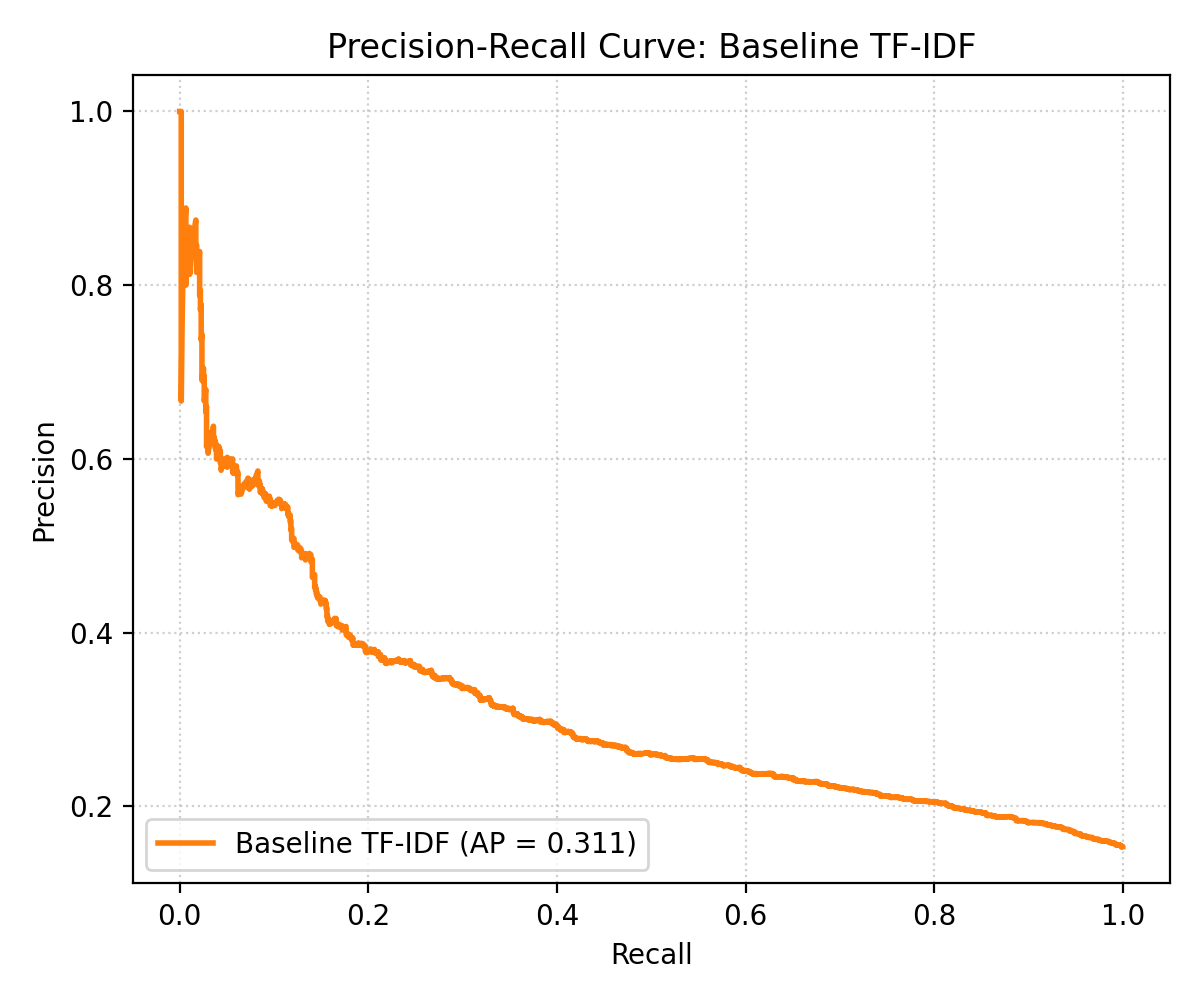 Precision-Recall Curve: Baseline TF-IDF
1.0
0.8
0.6
0.4
0.2
Precision
Baseline TF-IDF (AP = 0.311)
0.0 0.2 0.4 0.6 0.8 1.0
Recall